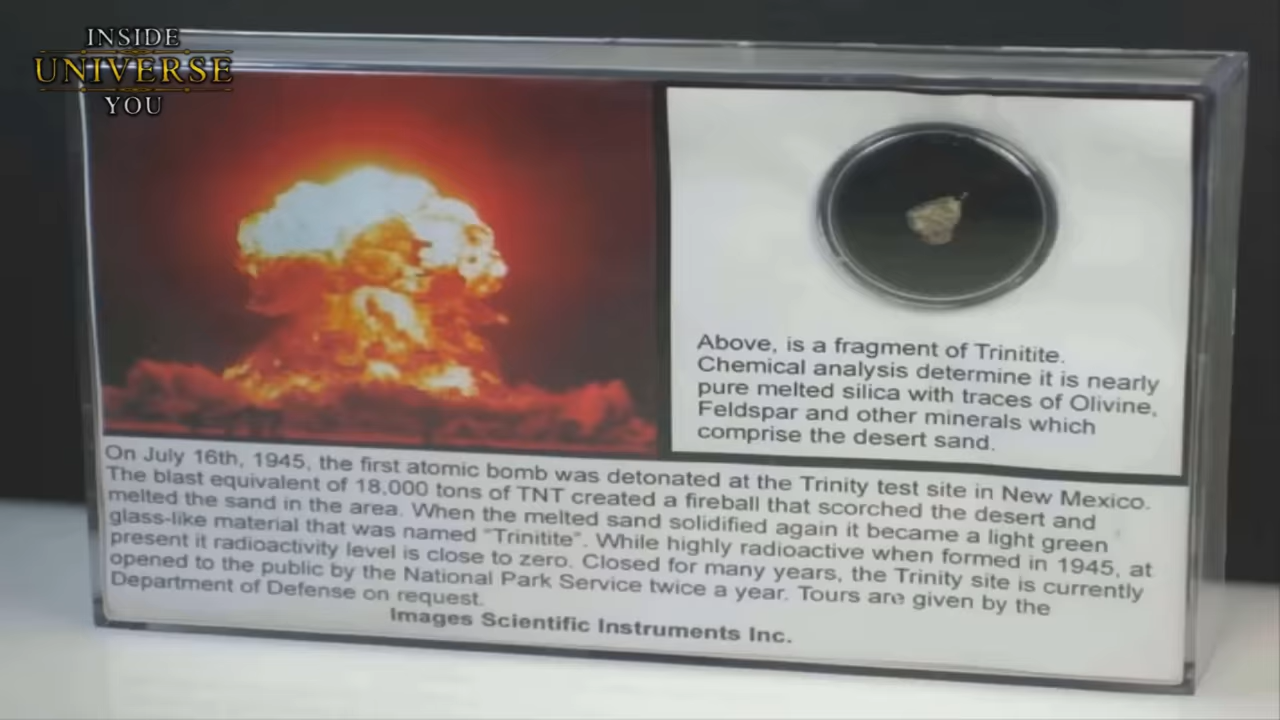 INSIDE
UNIVERSE
YOU
Above, is a fragment of Trinitite.
Chemical analysis determine it is nearly
pure melted silica with traces of Olivine,
Feldspar and other minerals which
comprise the desert sand.
On July 16th, 1945, the first atomic bomb was detonated at the Trinity test site in New Mexico.
The blast equivalent of 18,000 tons of TNT created a fireball that scorched the desert and
melted the sand in the area. When the melted sand solidified again it became a light green
glass-like material that was named "Trinitite". While highly radioactive when formed in 1945, at
present it radioactivity level is close to zero. Closed for many years, the Trinity site is currently
opened to the public by the National Park Service twice a year. Tours are given by the
Department of Defense on request.
Images Scientific Instruments Inc.